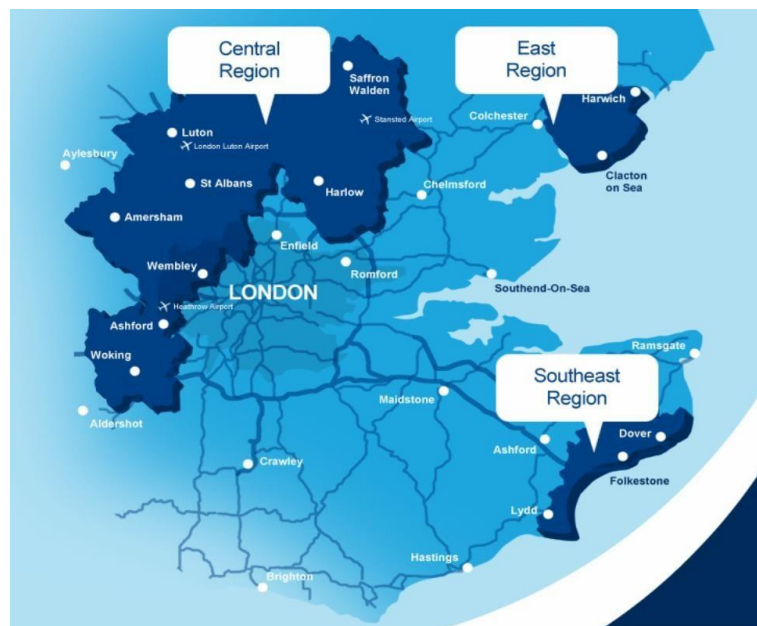 Central
Region
East
Region
Saffron
Walden
Harwich
Stansted Airport
Colchester
Luton
London Luton Airport
Aylesbury
Clacton
on Sea
St Albans
Harlow
Chelmsford
Amersham
Enfield
Wembley
Romford
Southend-On-Sea
LONDON
Heathrow Airport
Ashford
Woking
Ramsgate
Southeast
Region
Maidstone
Aldershot
Dover
Ashford
Crawley
Folkestone
Lydd
Hastings
Brighton